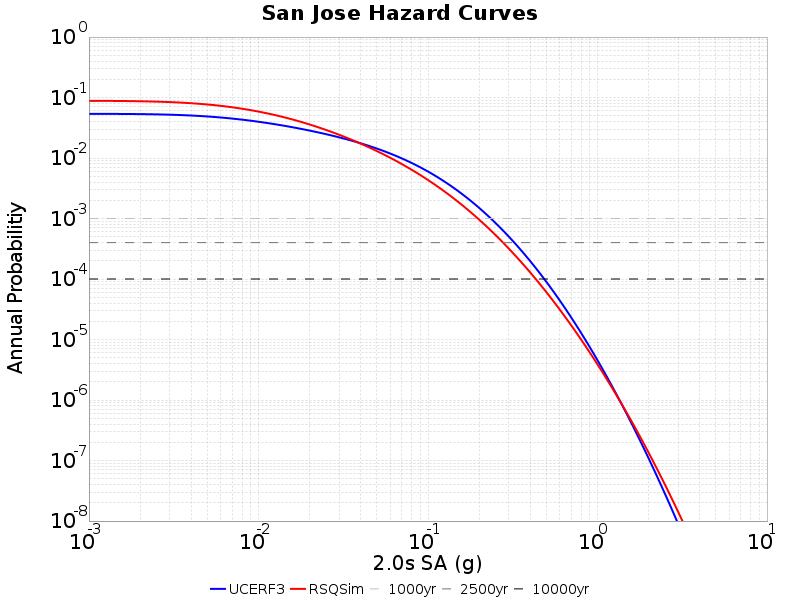 San Jose Hazard Curves
Annual Probabilitiy
10^0
10^-1
10^-2
10^-3
10^-4
10^-5
10^-6
10^-7
10^-8
10^-3 10^-2 10^-1 10^0 10^1
2.0s SA (g)
UCERF3 RSQSim 1000yr 2500yr 10000yr